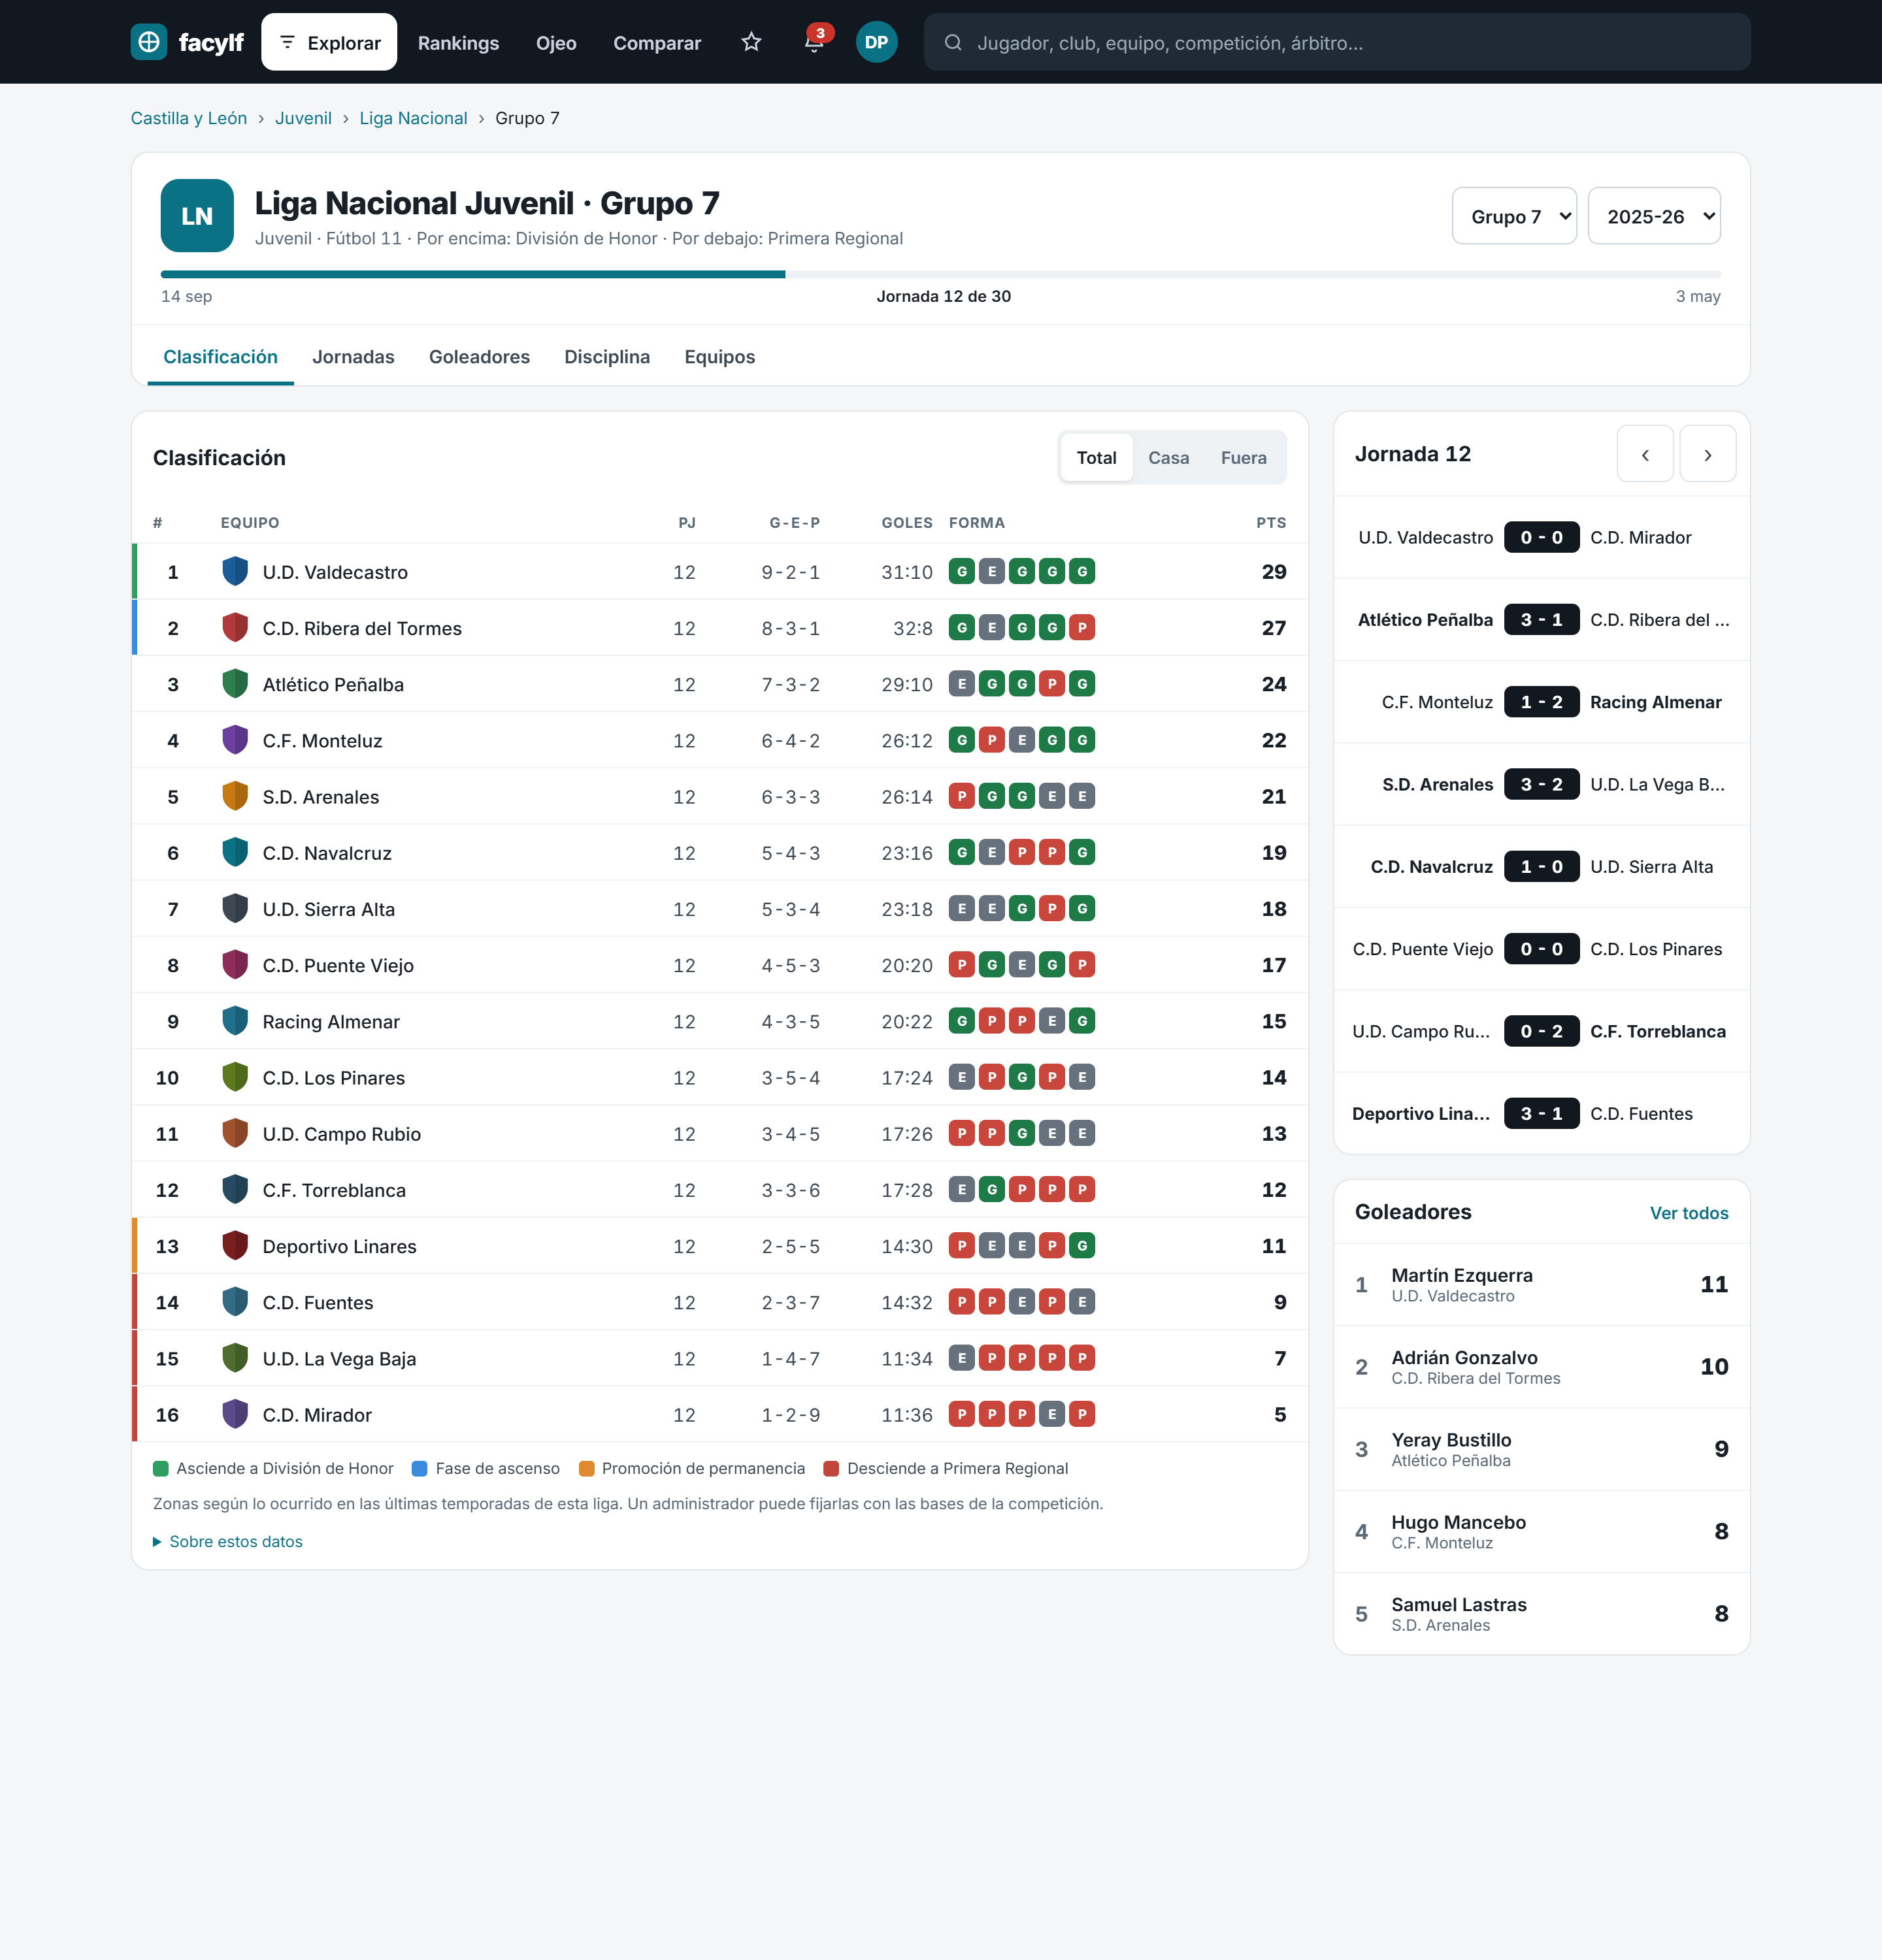 facylf Explorar Rankings Ojeo Comparar 3 DP Jugador, club, equipo, competición, árbitro...
Castilla y León › Juvenil › Liga Nacional › Grupo 7
LN
Liga Nacional Juvenil · Grupo 7
Juvenil · Fútbol 11 · Por encima: División de Honor · Por debajo: Primera Regional
Grupo 7 2025-26
14 sep Jornada 12 de 30 3 may
Clasificación Jornadas Goleadores Disciplina Equipos
Clasificación Total Casa Fuera
# EQUIPO PJ G-E-P GOLES FORMA PTS
1 U.D. Valdecastro 12 9-2-1 31:10 G E G G G 29
2 C.D. Ribera del Tormes 12 8-3-1 32:8 G E G G P 27
3 Atlético Peñalba 12 7-3-2 29:10 E G G P G 24
4 C.F. Monteluz 12 6-4-2 26:12 G P E G G 22
5 S.D. Arenales 12 6-3-3 26:14 P G G E E 21
6 C.D. Navalcruz 12 5-4-3 23:16 G E P P G 19
7 U.D. Sierra Alta 12 5-3-4 23:18 E E G P G 18
8 C.D. Puente Viejo 12 4-5-3 20:20 P G E G P 17
9 Racing Almenar 12 4-3-5 20:22 G P P E G 15
10 C.D. Los Pinares 12 3-5-4 17:24 E P G P E 14
11 U.D. Campo Rubio 12 3-4-5 17:26 P P G E E 13
12 C.F. Torreblanca 12 3-3-6 17:28 E G P P P 12
13 Deportivo Linares 12 2-5-5 14:30 P E E P G 11
14 C.D. Fuentes 12 2-3-7 14:32 P P E P E 9
15 U.D. La Vega Baja 12 1-4-7 11:34 E P P P P 7
16 C.D. Mirador 12 1-2-9 11:36 P P P E P 5
Asciende a División de Honor Fase de ascenso Promoción de permanencia Desciende a Primera Regional
Zonas según lo ocurrido en las últimas temporadas de esta liga. Un administrador puede fijarlas con las bases de la competición.
Sobre estos datos
Jornada 12 ‹ ›
U.D. Valdecastro 0 - 0 C.D. Mirador
Atlético Peñalba 3 - 1 C.D. Ribera del ...
C.F. Monteluz 1 - 2 Racing Almenar
S.D. Arenales 3 - 2 U.D. La Vega B...
C.D. Navalcruz 1 - 0 U.D. Sierra Alta
C.D. Puente Viejo 0 - 0 C.D. Los Pinares
U.D. Campo Ru... 0 - 2 C.F. Torreblanca
Deportivo Lina... 3 - 1 C.D. Fuentes
Goleadores Ver todos
1 Martín Ezquerra 11
U.D. Valdecastro
2 Adrián Gonzalvo 10
C.D. Ribera del Tormes
3 Yeray Bustillo 9
Atlético Peñalba
4 Hugo Mancebo 8
C.F. Monteluz
5 Samuel Lastras 8
S.D. Arenales